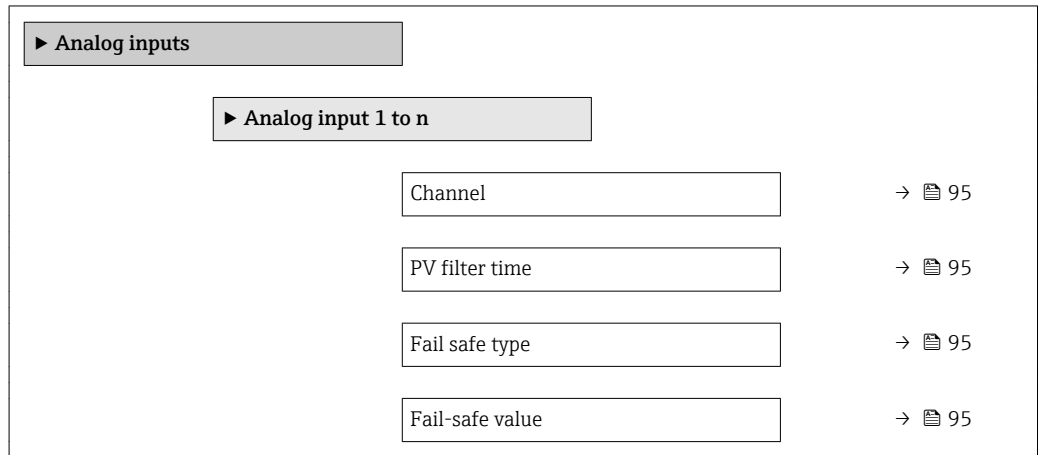 ▶ Analog inputs
▶ Analog input 1 to n
Channel → 95
PV filter time → 95
Fail safe type → 95
Fail-safe value → 95